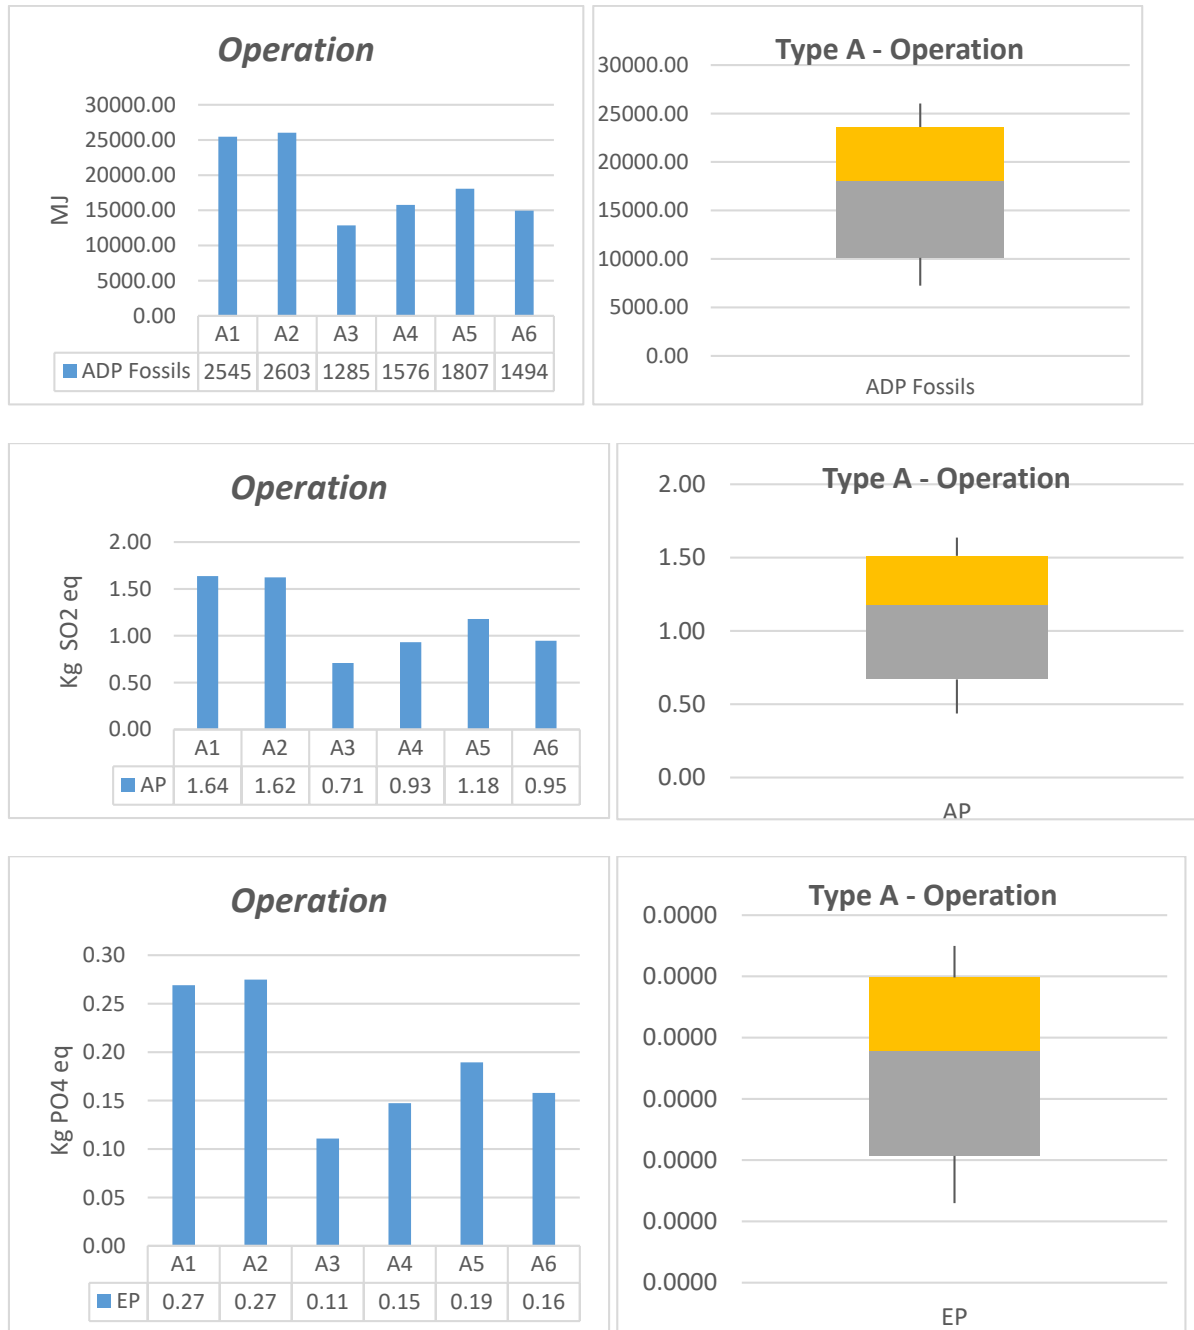 Operation
30000.00
25000.00
20000.00
15000.00
10000.00
5000.00
0.00
MJ
A1 A2 A3 A4 A5 A6
ADP Fossils 2545 2603 1285 1576 1807 1494
Type A - Operation
30000.00
25000.00
20000.00
15000.00
10000.00
5000.00
0.00
ADP Fossils
Operation
2.00
1.50
1.00
0.50
0.00
Kg SO2 eq
A1 A2 A3 A4 A5 A6
AP 1.64 1.62 0.71 0.93 1.18 0.95
Type A - Operation
2.00
1.50
1.00
0.50
0.00
AP
Operation
0.30
0.25
0.20
0.15
0.10
0.05
0.00
Kg PO4 eq
A1 A2 A3 A4 A5 A6
EP 0.27 0.27 0.11 0.15 0.19 0.16
Type A - Operation
0.0000
0.0000
0.0000
0.0000
0.0000
0.0000
0.0000
EP